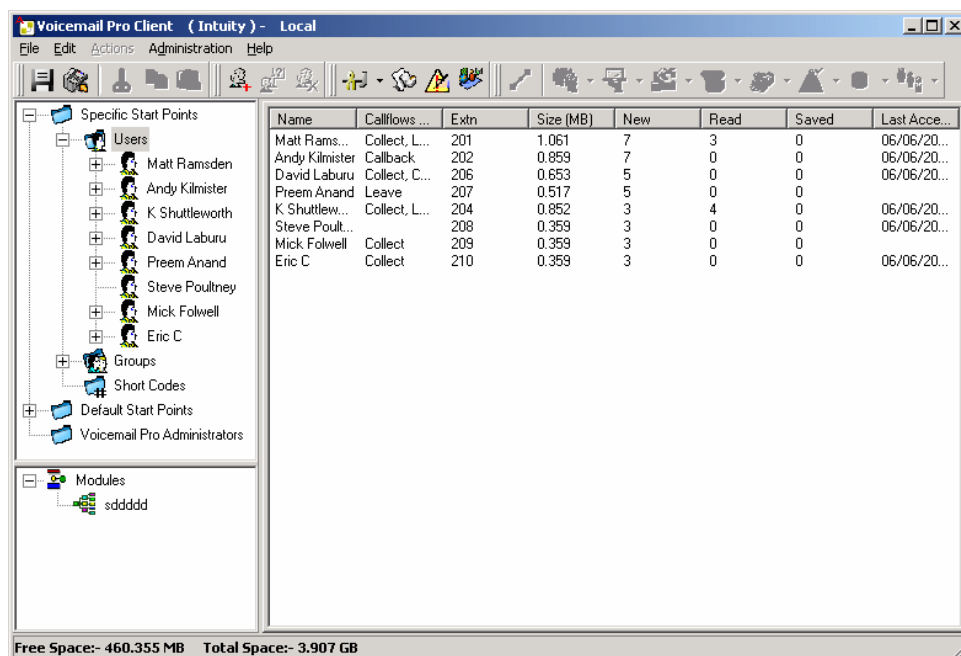 Voicemail Pro Client ( Intuity ) - Local
File Edit Actions Administration Help
Specific Start Points
Users
Matt Ramsden
Andy Kilmister
K Shuttleworth
David Laburu
Preem Anand
Steve Poultney
Mick Folwell
Eric C
Groups
Short Codes
Default Start Points
Voicemail Pro Administrators
Modules
sddddd
Name Callflows ... Extn Size (MB) New Read Saved Last Acce...
Matt Rams... Collect, L... 201 1.061 7 3 0 06/06/20...
Andy Kilmister Callback 202 0.859 7 0 0 06/06/20...
David Laburu Collect, C... 206 0.653 5 0 0 06/06/20...
Preem Anand Leave 207 0.517 5 0 0
K Shuttlew... Collect, L... 204 0.852 3 4 0 06/06/20...
Steve Poult... 208 0.359 3 0 0 06/06/20...
Mick Folwell Collect 209 0.359 3 0 0
Eric C Collect 210 0.359 3 0 0 06/06/20...
Free Space:- 460.355 MB Total Space:- 3.907 GB